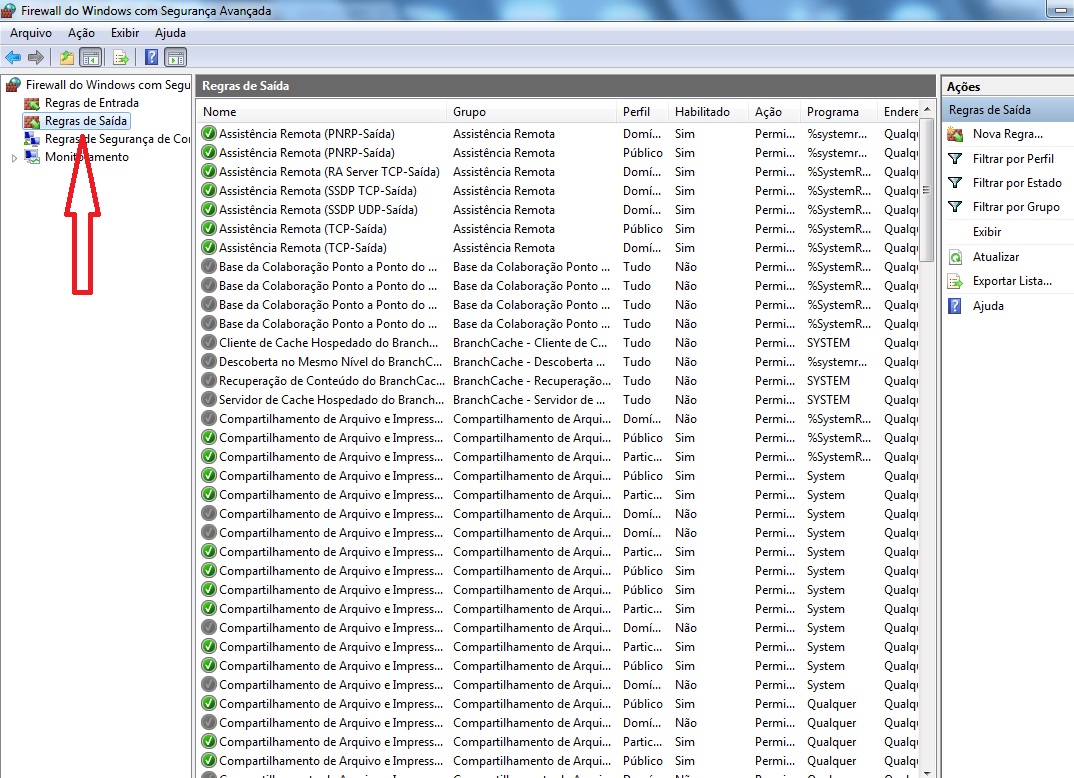 Firewall do Windows com Segurança Avançada
Arquivo Ação Exibir Ajuda
Firewall do Windows com Segu
Regras de Entrada
Regras de Saída
Regras de Segurança de Cor
Monitoramento
Regras de Saída
Nome Grupo Perfil Habilitado Ação Programa Endere
Assistência Remota (PNRP-Saída) Assistência Remota Domí... Sim Permi... %systemr... Qualq
Assistência Remota (PNRP-Saída) Assistência Remota Público Sim Permi... %systemr... Qualq
Assistência Remota (RA Server TCP-Saída) Assistência Remota Domí... Sim Permi... %SystemR... Qualq
Assistência Remota (SSDP TCP-Saída) Assistência Remota Domí... Sim Permi... %SystemR... Qualq
Assistência Remota (SSDP UDP-Saída) Assistência Remota Domí... Sim Permi... %SystemR... Qualq
Assistência Remota (TCP-Saída) Assistência Remota Público Sim Permi... %SystemR... Qualq
Assistência Remota (TCP-Saída) Assistência Remota Domí... Sim Permi... %SystemR... Qualq
Base da Colaboração Ponto a Ponto do ... Base da Colaboração Ponto ... Tudo Não Permi... %SystemR... Qualq
Base da Colaboração Ponto a Ponto do ... Base da Colaboração Ponto ... Tudo Não Permi... %SystemR... Qualq
Base da Colaboração Ponto a Ponto do ... Base da Colaboração Ponto ... Tudo Não Permi... %SystemR... Qualq
Base da Colaboração Ponto a Ponto do ... Base da Colaboração Ponto ... Tudo Não Permi... %SystemR... Qualq
Cliente de Cache Hospedado do Branch... BranchCache - Cliente de C... Tudo Não Permi... SYSTEM Qualq
Descoberta no Mesmo Nível do BranchC... BranchCache - Descoberta ... Tudo Não Permi... %systemr... Qualq
Recuperação de Conteúdo do BranchCac... BranchCache - Recuperação... Tudo Não Permi... SYSTEM Qualq
Servidor de Cache Hospedado do Branch... BranchCache - Servidor de ... Tudo Não Permi... SYSTEM Qualq
Compartilhamento de Arquivo e Impress... Compartilhamento de Arqui... Domí... Não Permi... %SystemR... Qualq
Compartilhamento de Arquivo e Impress... Compartilhamento de Arqui... Público Sim Permi... %SystemR... Qualq
Compartilhamento de Arquivo e Impress... Compartilhamento de Arqui... Partic... Sim Permi... %SystemR... Qualq
Compartilhamento de Arquivo e Impress... Compartilhamento de Arqui... Público Sim Permi... System Qualq
Compartilhamento de Arquivo e Impress... Compartilhamento de Arqui... Partic... Sim Permi... System Qualq
Compartilhamento de Arquivo e Impress... Compartilhamento de Arqui... Domí... Não Permi... System Qualq
Compartilhamento de Arquivo e Impress... Compartilhamento de Arqui... Domí... Não Permi... System Qualq
Compartilhamento de Arquivo e Impress... Compartilhamento de Arqui... Partic... Sim Permi... System Qualq
Compartilhamento de Arquivo e Impress... Compartilhamento de Arqui... Público Sim Permi... System Qualq
Compartilhamento de Arquivo e Impress... Compartilhamento de Arqui... Público Sim Permi... System Qualq
Compartilhamento de Arquivo e Impress... Compartilhamento de Arqui... Partic... Sim Permi... System Qualq
Compartilhamento de Arquivo e Impress... Compartilhamento de Arqui... Domí... Não Permi... System Qualq
Compartilhamento de Arquivo e Impress... Compartilhamento de Arqui... Partic... Sim Permi... System Qualq
Compartilhamento de Arquivo e Impress... Compartilhamento de Arqui... Público Sim Permi... System Qualq
Compartilhamento de Arquivo e Impress... Compartilhamento de Arqui... Domí... Não Permi... System Qualq
Compartilhamento de Arquivo e Impress... Compartilhamento de Arqui... Público Sim Permi... Qualquer Qualq
Compartilhamento de Arquivo e Impress... Compartilhamento de Arqui... Domí... Não Permi... Qualquer Qualq
Compartilhamento de Arquivo e Impress... Compartilhamento de Arqui... Partic... Sim Permi... Qualquer Qualq
Compartilhamento de Arquivo e Impress... Compartilhamento de Arqui... Público Sim Permi... Qualquer Qualq
Ações
Regras de Saída
Nova Regra...
Filtrar por Perfil
Filtrar por Estado
Filtrar por Grupo
Exibir
Atualizar
Exportar Lista...
Ajuda